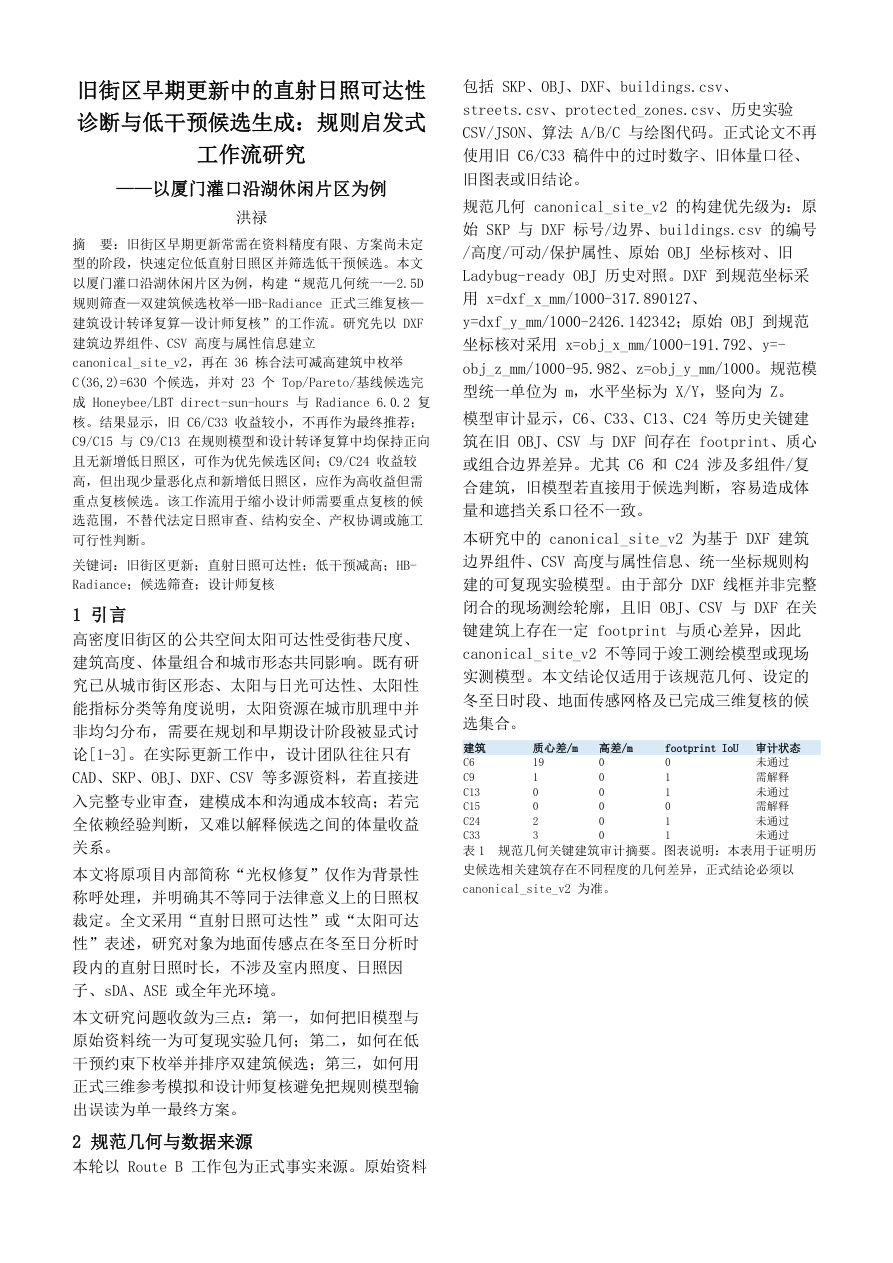 旧街区早期更新中的直射日照可达性
诊断与低干预候选生成：规则启发式
工作流研究
——以厦门灌口沿湖休闲片区为例
洪禄
摘　要：旧街区早期更新常需在资料精度有限、方案尚未定
型的阶段，快速定位低直射日照区并筛选低干预候选。本文
以厦门灌口沿湖休闲片区为例，构建“规范几何统一—2.5D
规则筛查—双建筑候选枚举—HB-Radiance 正式三维复核—
建筑设计转译复算—设计师复核”的工作流。研究先以 DXF
建筑边界组件、CSV 高度与属性信息建立
canonical_site_v2，再在 36 栋合法可减高建筑中枚举
C(36,2)=630 个候选，并对 23 个 Top/Pareto/基线候选完
成 Honeybee/LBT direct-sun-hours 与 Radiance 6.0.2 复
核。结果显示，旧 C6/C33 收益较小，不再作为最终推荐；
C9/C15 与 C9/C13 在规则模型和设计转译复算中均保持正向
且无新增低日照区，可作为优先候选区间；C9/C24 收益较
高，但出现少量恶化点和新增低日照区，应作为高收益但需
重点复核候选。该工作流用于缩小设计师需要重点复核的候
选范围，不替代法定日照审查、结构安全、产权协调或施工
可行性判断。
关键词：旧街区更新；直射日照可达性；低干预减高；HB-
Radiance；候选筛查；设计师复核
1 引言
高密度旧街区的公共空间太阳可达性受街巷尺度、
建筑高度、体量组合和城市形态共同影响。既有研
究已从城市街区形态、太阳与日光可达性、太阳性
能指标分类等角度说明，太阳资源在城市肌理中并
非均匀分布，需要在规划和早期设计阶段被显式讨
论[1-3]。在实际更新工作中，设计团队往往只有
CAD、SKP、OBJ、DXF、CSV 等多源资料，若直接进
入完整专业审查，建模成本和沟通成本较高；若完
全依赖经验判断，又难以解释候选之间的体量收益
关系。
本文将原项目内部简称“光权修复”仅作为背景性
称呼处理，并明确其不等同于法律意义上的日照权
裁定。全文采用“直射日照可达性”或“太阳可达
性”表述，研究对象为地面传感点在冬至日分析时
段内的直射日照时长，不涉及室内照度、日照因
子、sDA、ASE 或全年光环境。
本文研究问题收敛为三点：第一，如何把旧模型与
原始资料统一为可复现实验几何；第二，如何在低
干预约束下枚举并排序双建筑候选；第三，如何用
正式三维参考模拟和设计师复核避免把规则模型输
出误读为单一最终方案。
2 规范几何与数据来源
本轮以 Route B 工作包为正式事实来源。原始资料
包括 SKP、OBJ、DXF、buildings.csv、
streets.csv、protected_zones.csv、历史实验
CSV/JSON、算法 A/B/C 与绘图代码。正式论文不再
使用旧 C6/C33 稿件中的过时数字、旧体量口径、
旧图表或旧结论。
规范几何 canonical_site_v2 的构建优先级为：原
始 SKP 与 DXF 标号/边界、buildings.csv 的编号
/高度/可动/保护属性、原始 OBJ 坐标核对、旧
Ladybug-ready OBJ 历史对照。DXF 到规范坐标采
用 x=dxf_x_mm/1000-317.890127、
y=dxf_y_mm/1000-2426.142342；原始 OBJ 到规范
坐标核对采用 x=obj_x_mm/1000-191.792、y=-
obj_z_mm/1000-95.982、z=obj_y_mm/1000。规范模
型统一单位为 m，水平坐标为 X/Y，竖向为 Z。
模型审计显示，C6、C33、C13、C24 等历史关键建
筑在旧 OBJ、CSV 与 DXF 间存在 footprint、质心
或组合边界差异。尤其 C6 和 C24 涉及多组件/复
合建筑，旧模型若直接用于候选判断，容易造成体
量和遮挡关系口径不一致。
本研究中的 canonical_site_v2 为基于 DXF 建筑
边界组件、CSV 高度与属性信息、统一坐标规则构
建的可复现实验模型。由于部分 DXF 线框并非完整
闭合的现场测绘轮廓，且旧 OBJ、CSV 与 DXF 在关
键建筑上存在一定 footprint 与质心差异，因此
canonical_site_v2 不等同于竣工测绘模型或现场
实测模型。本文结论仅适用于该规范几何、设定的
冬至日时段、地面传感网格及已完成三维复核的候
选集合。
建筑 质心差/m 高差/m footprint IoU 审计状态
C6 19 0 0 未通过
C9 1 0 1 需解释
C13 0 0 1 未通过
C15 0 0 0 需解释
C24 2 0 1 未通过
C33 3 0 1 未通过
表 1　规范几何关键建筑审计摘要。图表说明：本表用于证明历
史候选相关建筑存在不同程度的几何差异，正式结论必须以
canonical_site_v2 为准。